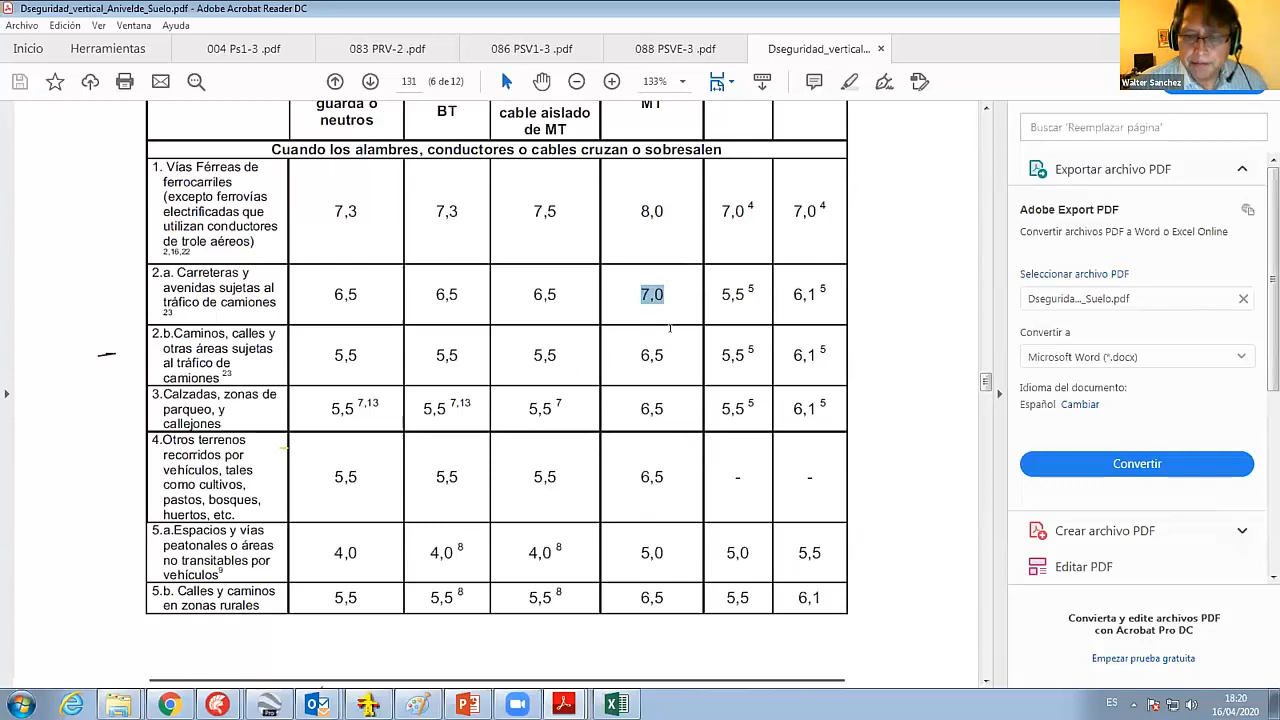 Dseguridad_vertical_Anivelde_Suelo.pdf - Adobe Acrobat Reader DC
Archivo Edición Ver Ventana Ayuda
Inicio Herramientas 004 Ps1-3 .pdf 083 PRV-2 .pdf 086 PSV1-3 .pdf 088 PSVE-3 .pdf Dseguridad_vertical... ×
131 (6 de 12) 133%
Walter Sanchez
guarda o
neutros
BT
cable aislado
de MT
MT
Cuando los alambres, conductores o cables cruzan o sobresalen
1. Vías Férreas de
ferrocarriles
(excepto ferrovías
electrificadas que
utilizan conductores
de trole aéreos)
2,16,22
7,3 7,3 7,5 8,0 7,0 4 7,0 4
2.a. Carreteras y
avenidas sujetas al
tráfico de camiones
23
6,5 6,5 6,5 7,0 5,5 5 6,1 5
2.b.Caminos, calles y
otras áreas sujetas
al tráfico de
camiones 23
5,5 5,5 5,5 6,5 5,5 5 6,1 5
3.Calzadas, zonas de
parqueo, y
callejones
5,5 7,13 5,5 7,13 5,5 7 6,5 5,5 5 6,1 5
4.Otros terrenos
recorridos por
vehículos, tales
como cultivos,
pastos, bosques,
huertos, etc.
5,5 5,5 5,5 6,5 - -
5.a.Espacios y vías
peatonales o áreas
no transitables por
vehículos9
4,0 4,0 8 4,0 8 5,0 5,0 5,5
5.b. Calles y caminos
en zonas rurales
5,5 5,5 8 5,5 8 6,5 5,5 6,1
Buscar 'Reemplazar página'
Exportar archivo PDF
Adobe Export PDF
Convertir archivos PDF a Word o Excel Online
Seleccionar archivo PDF
Dsegurida..._Suelo.pdf
Convertir a
Microsoft Word (*.docx)
Idioma del documento:
Español Cambiar
Convertir
Crear archivo PDF
Editar PDF
Convierta y edite archivos PDF
con Acrobat Pro DC
Empezar prueba gratuita
Pro
ES
18:20
16/04/2020